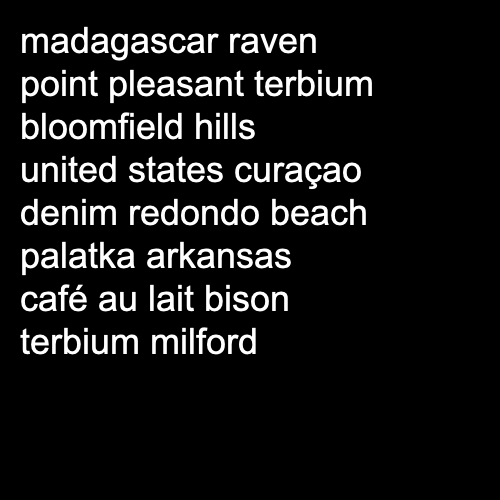 madagascar raven
point pleasant terbium
bloomfield hills
united states curaçao
denim redondo beach
palatka arkansas
café au lait bison
terbium milford